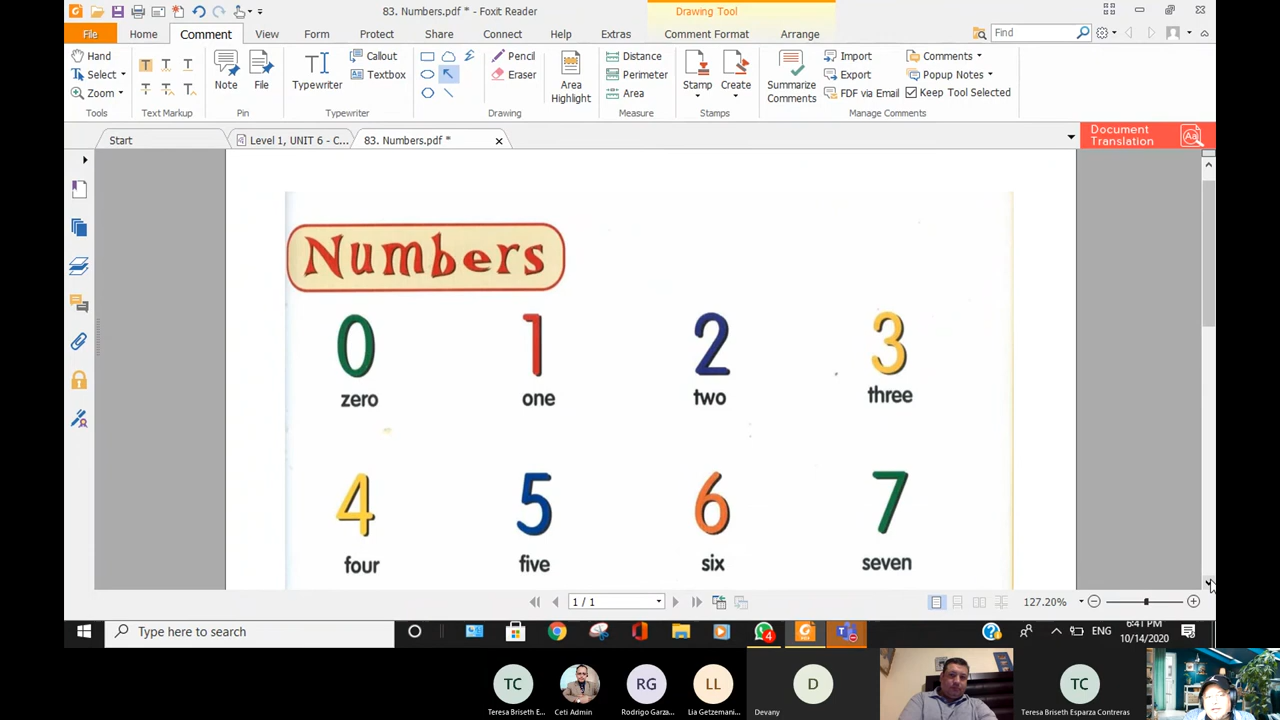 83. Numbers.pdf * - Foxit Reader
Drawing Tool
File Home Comment View Form Protect Share Connect Help Extras Comment Format Arrange Find
Hand
Select
Zoom
Tools
Text Markup
Note
File
Pin
Typewriter
Callout
Textbox
Typewriter
Pencil
Eraser
Area
Highlight
Drawing
Distance
Perimeter
Area
Measure
Stamp
Create
Stamps
Summarize
Comments
Import
Export
FDF via Email
Comments
Popup Notes
Keep Tool Selected
Manage Comments
Start
Level 1, UNIT 6 - C...
83. Numbers.pdf *
Document
Translation
Numbers
0 1 2 3
zero one two three
4 5 6 7
four five six seven
1 / 1
127.20%
Type here to search
4
ENG
6:41 PM
10/14/2020
TC
RG
LL
D
TC
Teresa Briseth E...
Ceti Admin
Rodrigo Garza...
Lia Getzemani...
Devany
Teresa Briseth Esparza Contreras